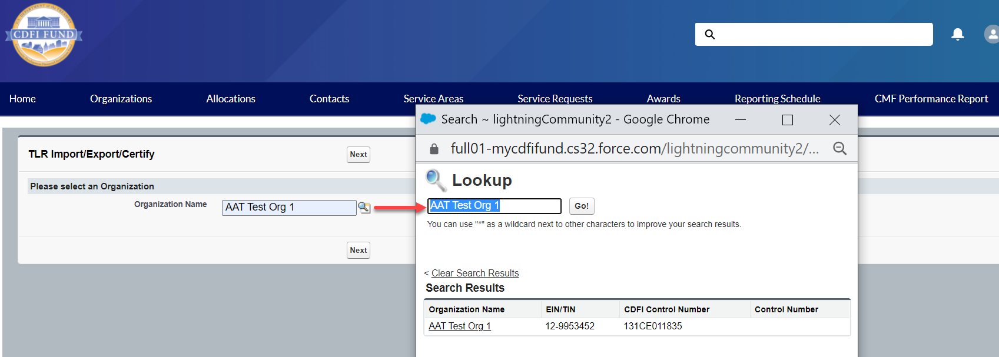 CDFI FUND
Home Organizations Allocations Contacts Service Areas Service Requests Awards Reporting Schedule CMF Performance Report
TLR Import/Export/Certify Next
Please select an Organization
Organization Name AAT Test Org 1
Next
Search ~ lightningCommunity2 - Google Chrome
full01-mycdfifund.cs32.force.com/lightningcommunity2/...
Lookup
AAT Test Org 1 Go!
You can use "*" as a wildcard next to other characters to improve your search results.
< Clear Search Results
Search Results
Organization Name EIN/TIN CDFI Control Number Control Number
AAT Test Org 1 12-9953452 131CE011835